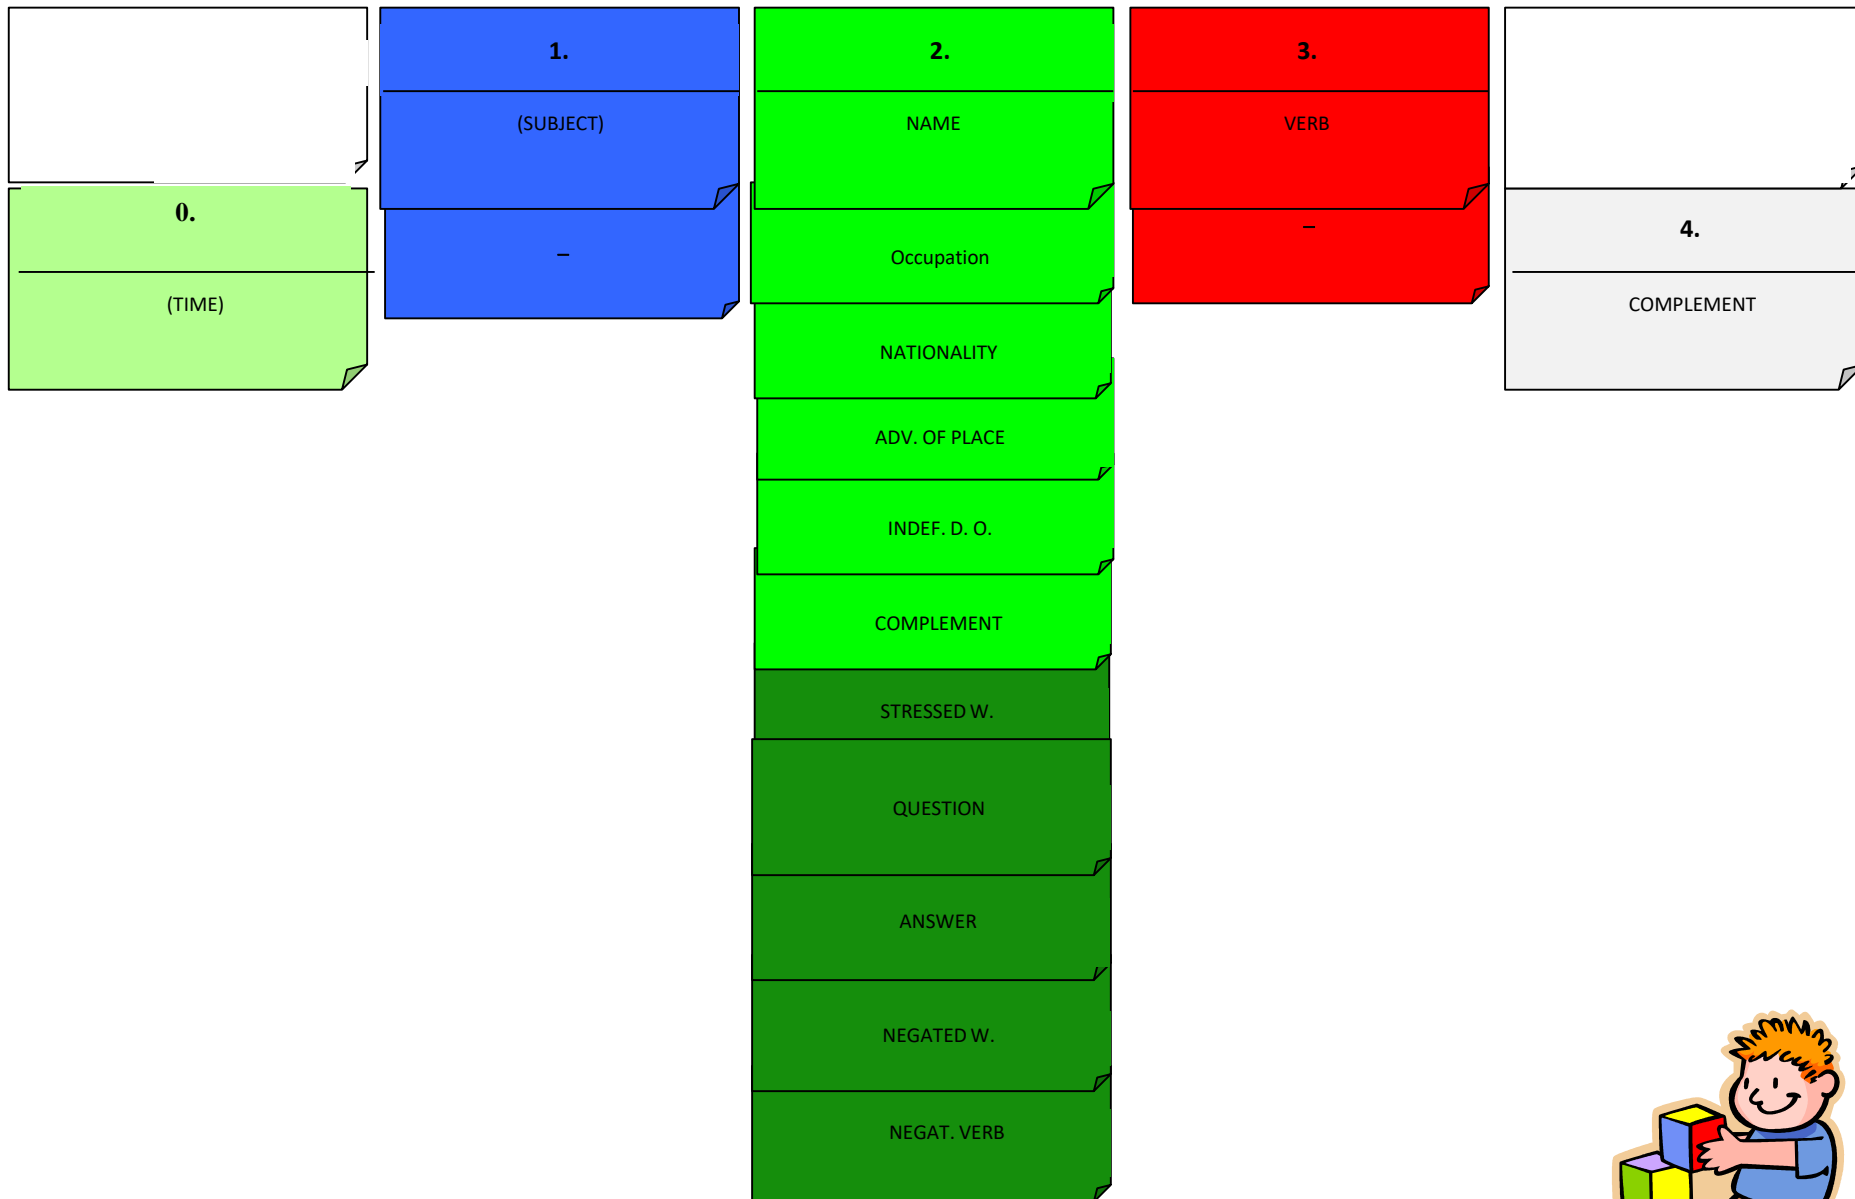 1.
(SUBJECT)
–
2.
NAME
Occupation
NATIONALITY
ADV. OF PLACE
INDEF. D. O.
COMPLEMENT
STRESSED W.
QUESTION
ANSWER
NEGATED W.
NEGAT. VERB
3.
VERB
–
0.
(TIME)
4.
COMPLEMENT